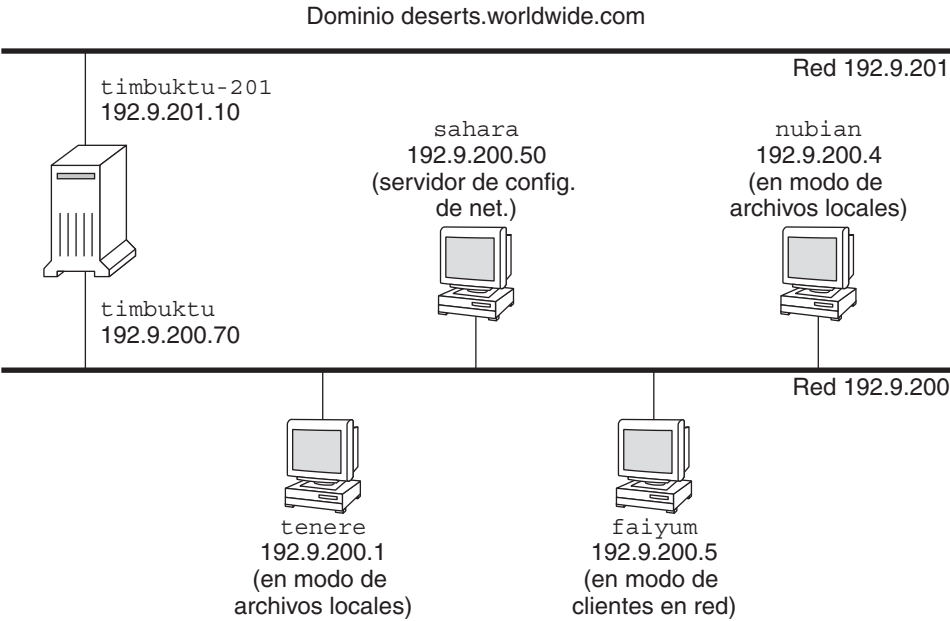 Dominio deserts.worldwide.com
Red 192.9.201
timbuktu-201
192.9.201.10
sahara
192.9.200.50
(servidor de config.
de net.)
nubian
192.9.200.4
(en modo de
archivos locales)
timbuktu
192.9.200.70
Red 192.9.200
tenere
192.9.200.1
(en modo de
archivos locales)
faiyum
192.9.200.5
(en modo de
clientes en red)